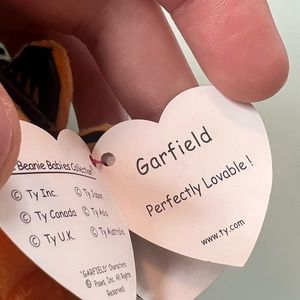 Beanie Babies Collection
© Ty Inc. © Ty Japan
© Ty Canada © Ty Asia
© Ty U.K. © Ty Australia
"GARFIELD" Characters
© Paws, Inc. All Rights
Reserved
Garfield
Perfectly Lovable !
www.ty.com